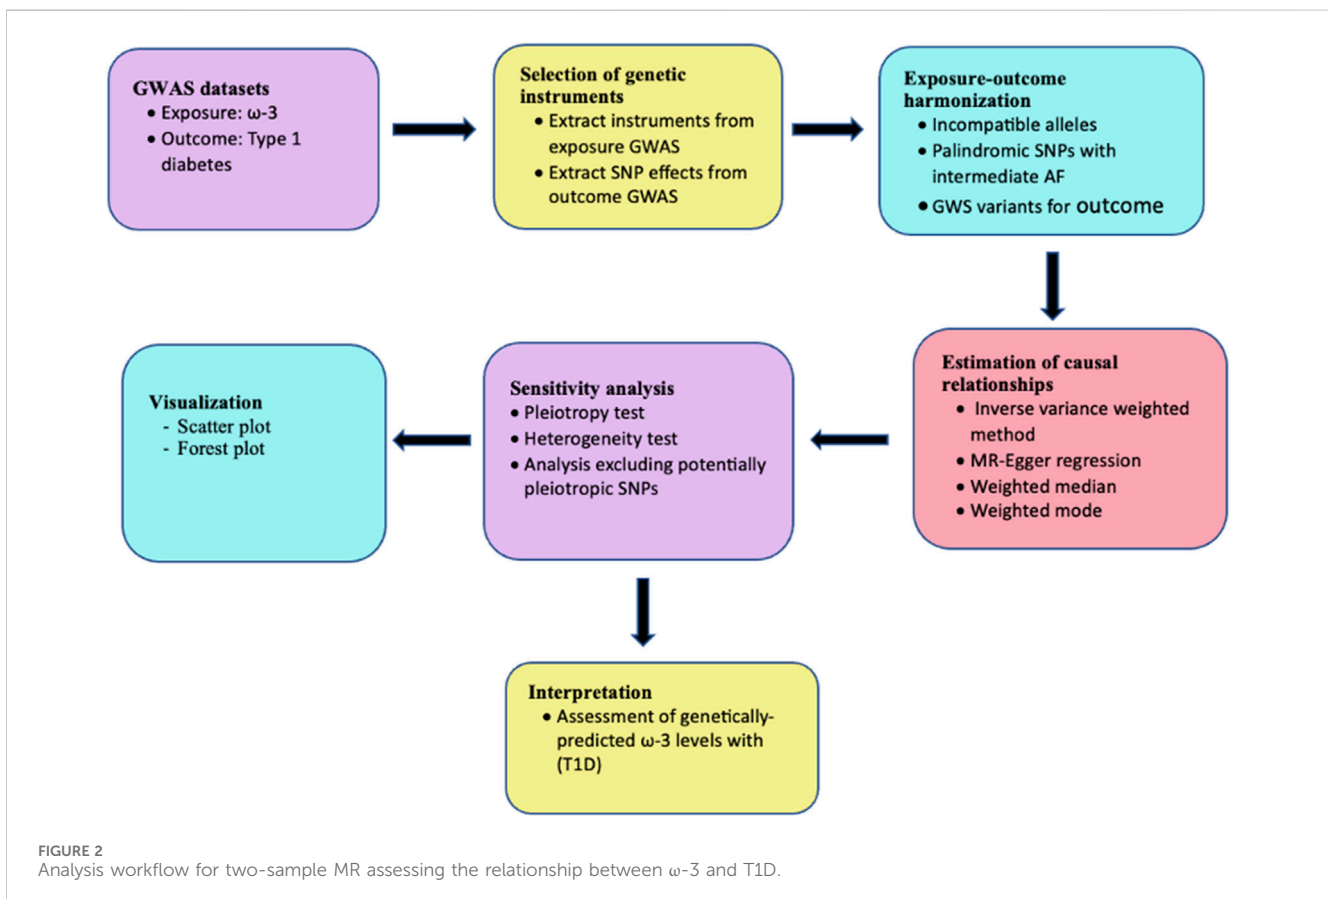 GWAS datasets
• Exposure: ω-3
• Outcome: Type 1
diabetes
Selection of genetic
instruments
• Extract instruments from
exposure GWAS
• Extract SNP effects from
outcome GWAS
Exposure-outcome
harmonization
• Incompatible alleles
• Palindromic SNPs with
intermediate AF
• GWS variants for outcome
Estimation of causal
relationships
• Inverse variance weighted
method
• MR-Egger regression
• Weighted median
• Weighted mode
Sensitivity analysis
• Pleiotropy test
• Heterogeneity test
• Analysis excluding potentially
pleiotropic SNPs
Visualization
- Scatter plot
- Forest plot
Interpretation
• Assessment of genetically-
predicted ω-3 levels with
(T1D)
FIGURE 2
Analysis workflow for two-sample MR assessing the relationship between ω-3 and T1D.